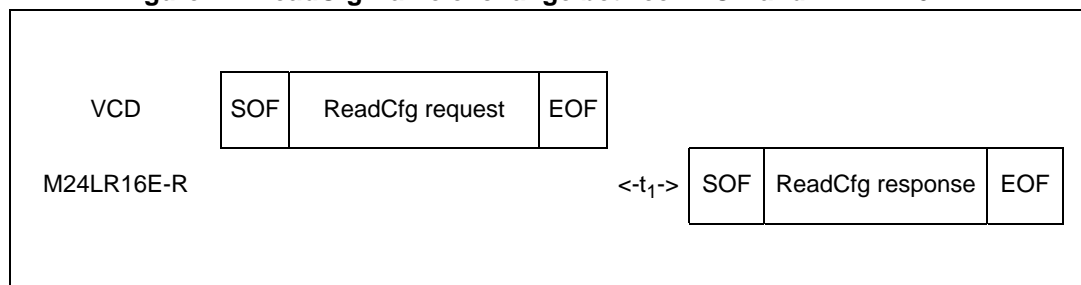 VCD SOF ReadCfg request EOF
M24LR16E-R <-t1-> SOF ReadCfg response EOF